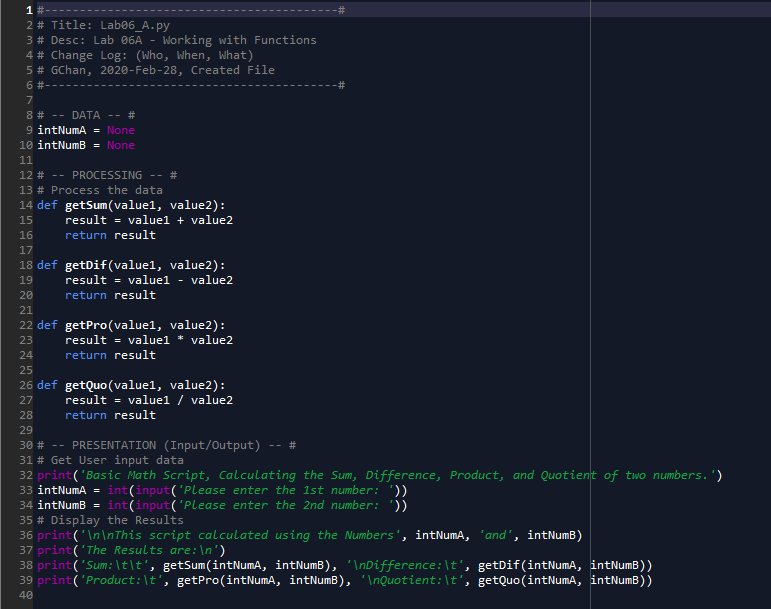 1 #------------------------------------------#
2 # Title: Lab06_A.py
3 # Desc: Lab 06A - Working with Functions
4 # Change Log: (Who, When, What)
5 # GChan, 2020-Feb-28, Created File
6 #------------------------------------------#
7
8 # -- DATA -- #
9 intNumA = None
10 intNumB = None
11
12 # -- PROCESSING -- #
13 # Process the data
14 def getSum(value1, value2):
15     result = value1 + value2
16     return result
17
18 def getDif(value1, value2):
19     result = value1 - value2
20     return result
21
22 def getPro(value1, value2):
23     result = value1 * value2
24     return result
25
26 def getQuo(value1, value2):
27     result = value1 / value2
28     return result
29
30 # -- PRESENTATION (Input/Output) -- #
31 # Get User input data
32 print('Basic Math Script, Calculating the Sum, Difference, Product, and Quotient of two numbers.')
33 intNumA = int(input('Please enter the 1st number: '))
34 intNumB = int(input('Please enter the 2nd number: '))
35 # Display the Results
36 print('\n\nThis script calculated using the Numbers', intNumA, 'and', intNumB)
37 print('The Results are:\n')
38 print('Sum:\t\t', getSum(intNumA, intNumB), '\nDifference:\t', getDif(intNumA, intNumB))
39 print('Product:\t', getPro(intNumA, intNumB), '\nQuotient:\t', getQuo(intNumA, intNumB))
40